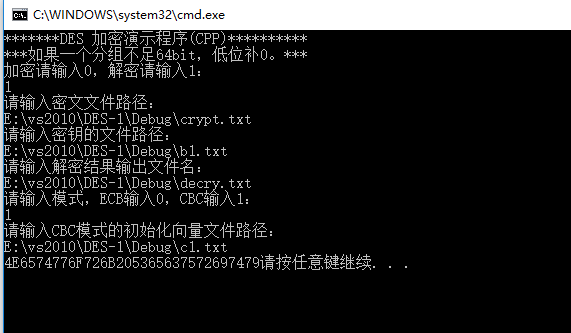 C:\WINDOWS\system32\cmd.exe
*******DES 加密演示程序(CPP)**********
***如果一个分组不足64bit，低位补0。***
加密请输入0，解密请输入1：
1
请输入密文文件路径：
E:\vs2010\DES-1\Debug\crypt.txt
请输入密钥的文件路径：
E:\vs2010\DES-1\Debug\b1.txt
请输入解密结果输出文件名：
E:\vs2010\DES-1\Debug\decry.txt
请输入模式，ECB输入0，CBC输入1：
1
请输入CBC模式的初始化向量文件路径：
E:\vs2010\DES-1\Debug\c1.txt
4E6574776F726B205365637572697479请按任意键继续. . .